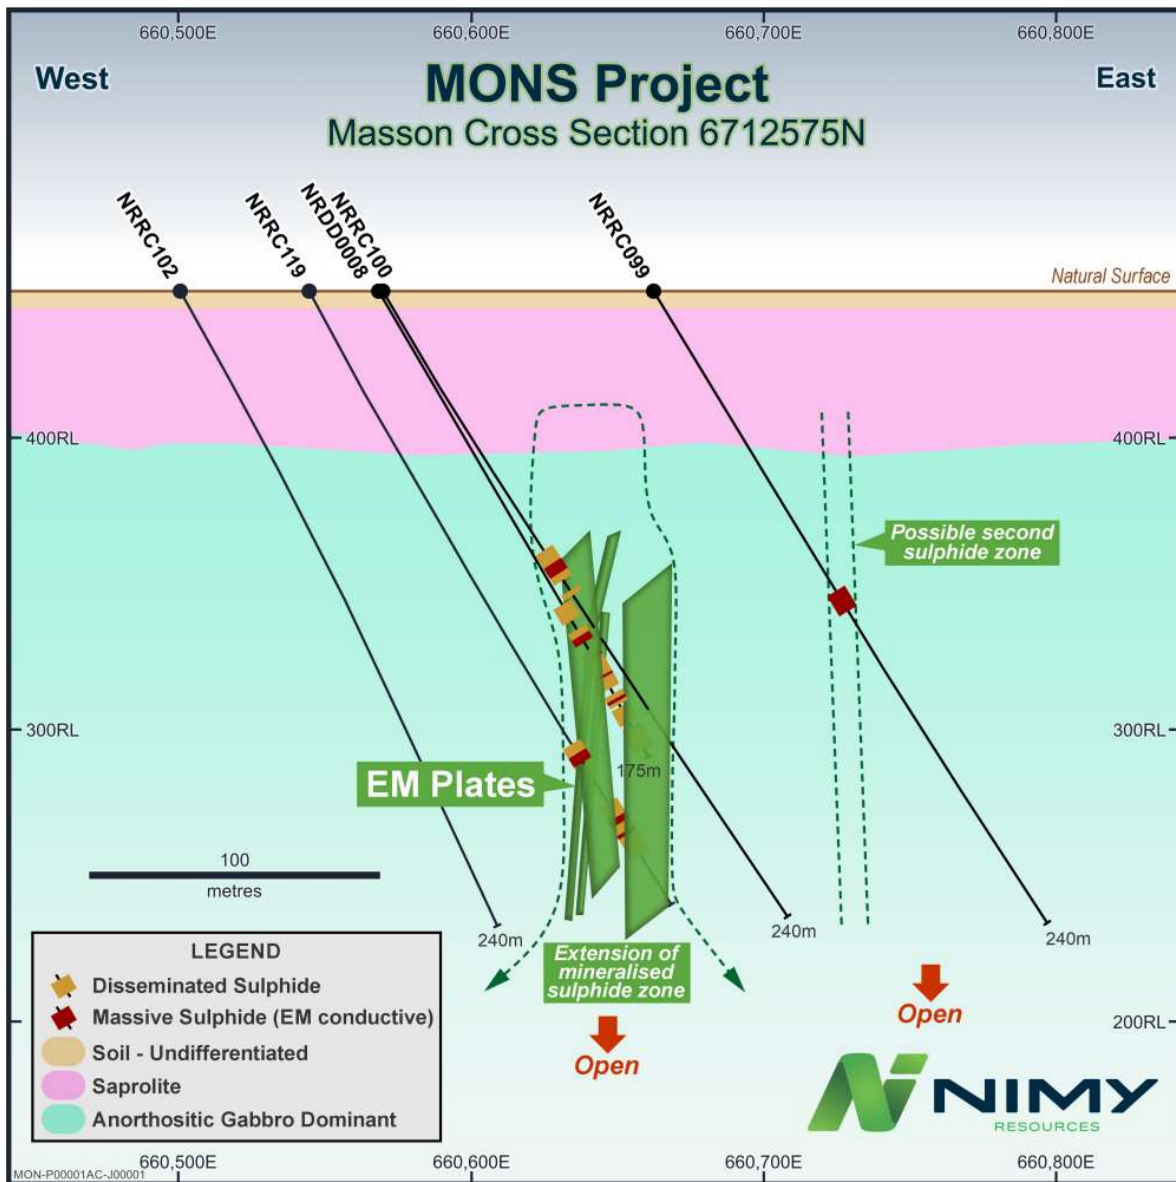 660,500E
660,600E
660,700E
660,800E
West
MONS Project
East
Masson Cross Section 6712575N
NRRC102
NRRC119
NRDD0008
NRRC100
NRRC099
Natural Surface
400RL
400RL
Possible second
sulphide zone
300RL
300RL
175m
EM Plates
100
metres
240m
240m
240m
Extension of
mineralised
sulphide zone
Open
Open
200RL
LEGEND
Disseminated Sulphide
Massive Sulphide (EM conductive)
Soil - Undifferentiated
Saprolite
Anorthositic Gabbro Dominant
NIMY
RESOURCES
MON-P00001AC-J00001
660,500E
660,600E
660,700E
660,800E